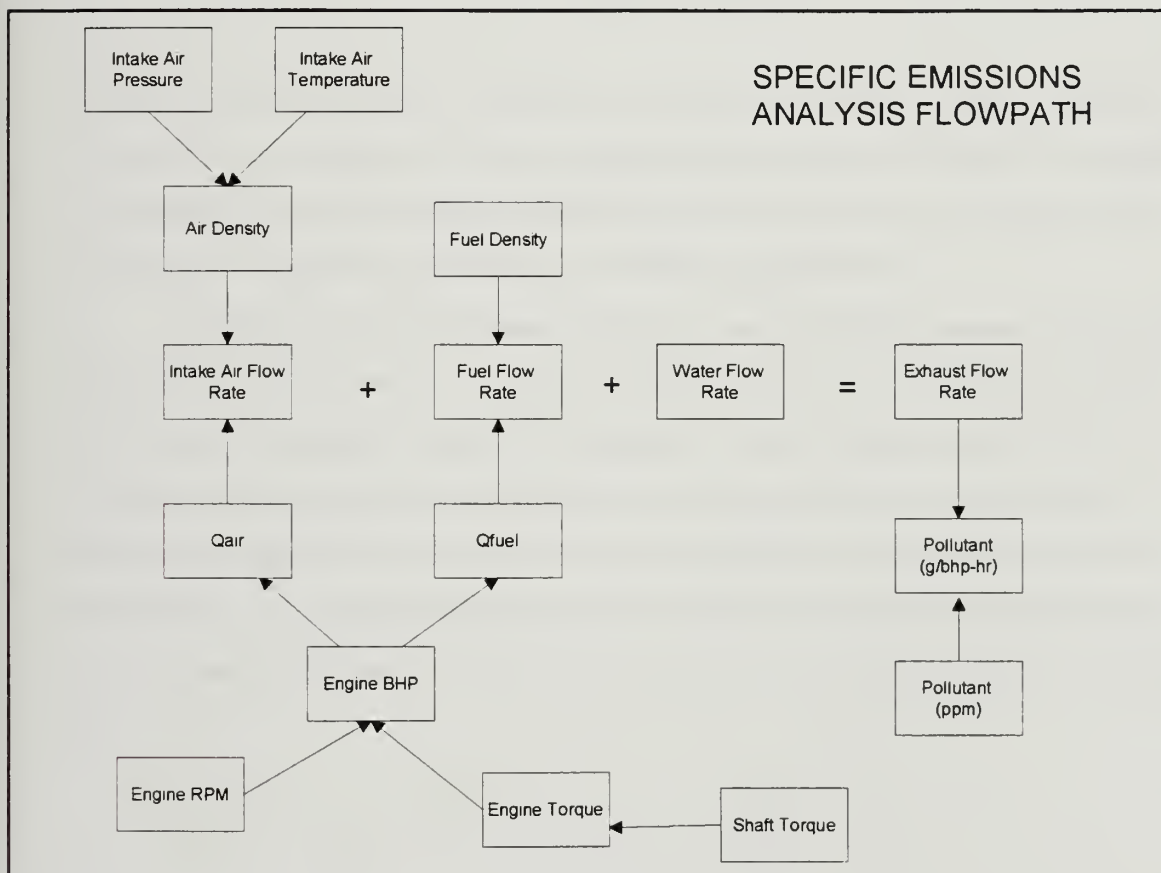 SPECIFIC EMISSIONS
ANALYSIS FLOWPATH
Intake Air
Pressure
Intake Air
Temperature
Air Density
Fuel Density
Intake Air Flow
Rate
+
Fuel Flow
Rate
+
Water Flow
Rate
=
Exhaust Flow
Rate
Qair
Qfuel
Pollutant
(g/bhp-hr)
Engine BHP
Pollutant
(ppm)
Engine RPM
Engine Torque
Shaft Torque